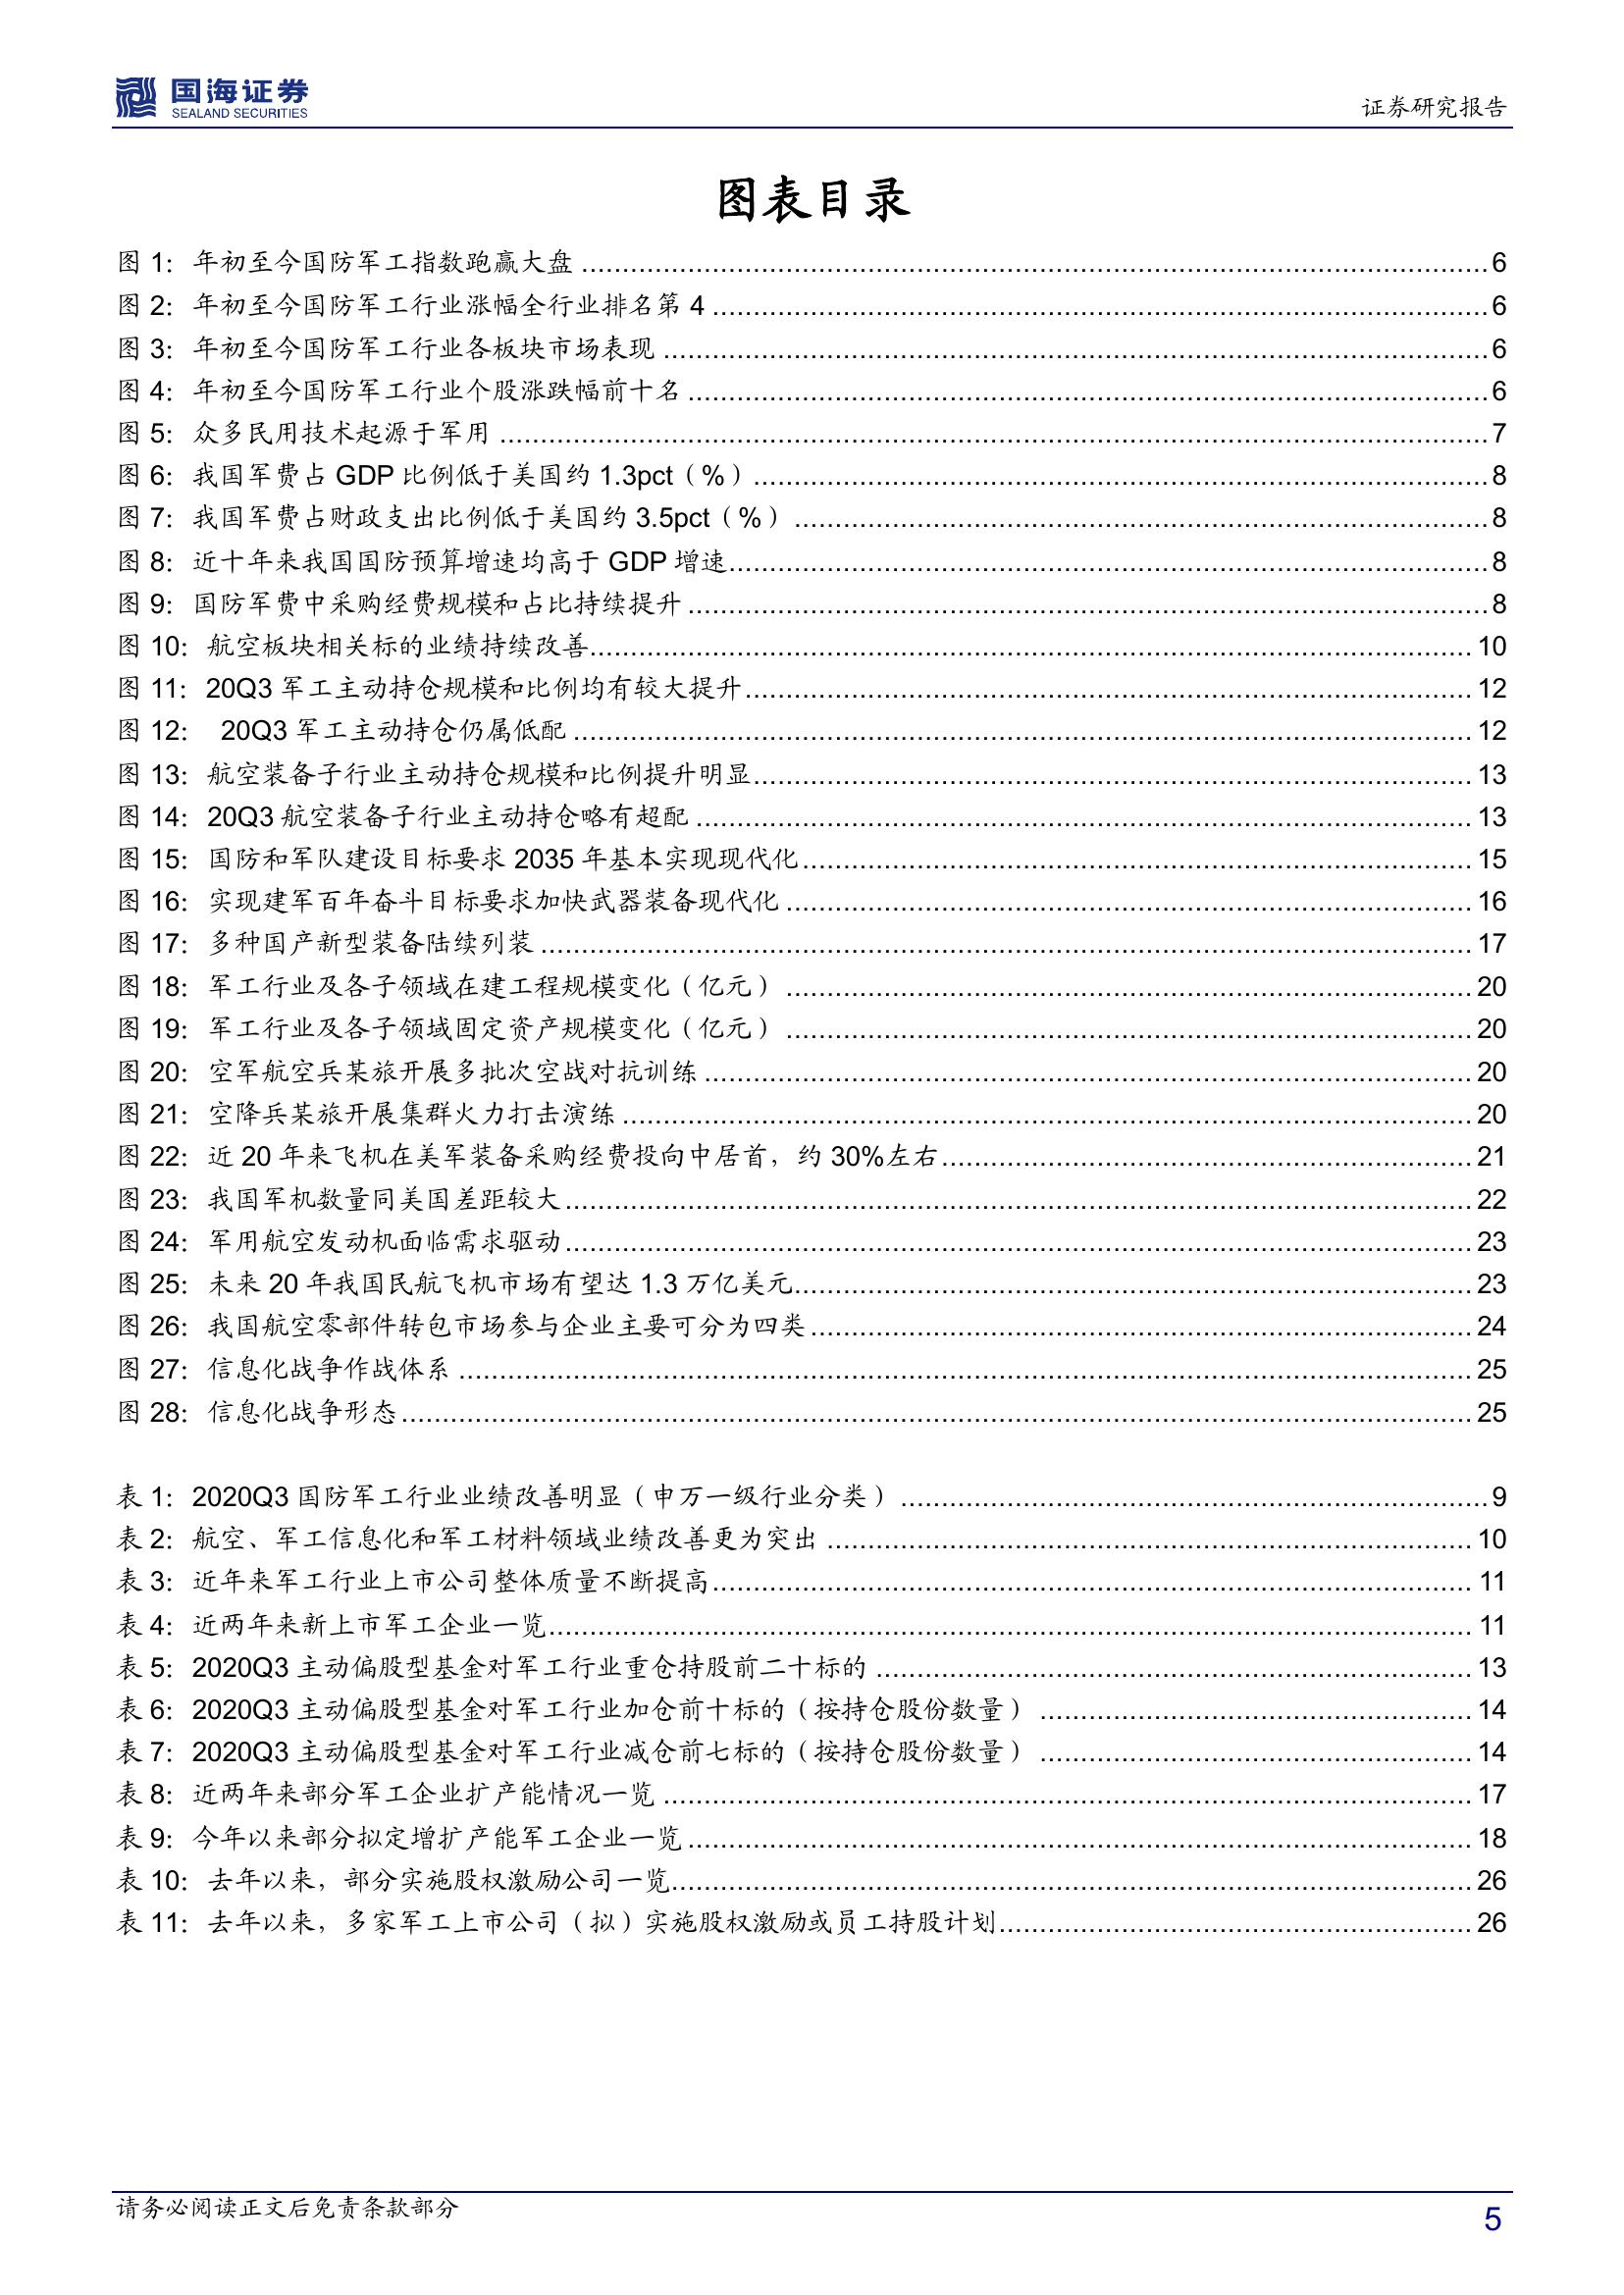 国海证券
SEALAND SECURITIES
证券研究报告
图表目录
图 1：年初至今国防军工指数跑赢大盘 ........ 6
图 2：年初至今国防军工行业涨幅全行业排名第 4 ........ 6
图 3：年初至今国防军工行业各板块市场表现 ........ 6
图 4：年初至今国防军工行业个股涨跌幅前十名 ........ 6
图 5：众多民用技术起源于军用 ........ 7
图 6：我国军费占 GDP 比例低于美国约 1.3pct（%） ........ 8
图 7：我国军费占财政支出比例低于美国约 3.5pct（%） ........ 8
图 8：近十年来我国国防预算增速均高于 GDP 增速 ........ 8
图 9：国防军费中采购经费规模和占比持续提升 ........ 8
图 10：航空板块相关标的业绩持续改善 ........ 10
图 11：20Q3 军工主动持仓规模和比例均有较大提升 ........ 12
图 12： 20Q3 军工主动持仓仍属低配 ........ 12
图 13：航空装备子行业主动持仓规模和比例提升明显 ........ 13
图 14：20Q3 航空装备子行业主动持仓略有超配 ........ 13
图 15：国防和军队建设目标要求 2035 年基本实现现代化 ........ 15
图 16：实现建军百年奋斗目标要求加快武器装备现代化 ........ 16
图 17：多种国产新型装备陆续列装 ........ 17
图 18：军工行业及各子领域在建工程规模变化（亿元） ........ 20
图 19：军工行业及各子领域固定资产规模变化（亿元） ........ 20
图 20：空军航空兵某旅开展多批次空战对抗训练 ........ 20
图 21：空降兵某旅开展集群火力打击演练 ........ 20
图 22：近 20 年来飞机在美军装备采购经费投向中居首，约 30%左右 ........ 21
图 23：我国军机数量同美国差距较大 ........ 22
图 24：军用航空发动机面临需求驱动 ........ 23
图 25：未来 20 年我国民航飞机市场有望达 1.3 万亿美元 ........ 23
图 26：我国航空零部件转包市场参与企业主要可分为四类 ........ 24
图 27：信息化战争作战体系 ........ 25
图 28：信息化战争形态 ........ 25
表 1：2020Q3 国防军工行业业绩改善明显（申万一级行业分类） ........ 9
表 2：航空、军工信息化和军工材料领域业绩改善更为突出 ........ 10
表 3：近年来军工行业上市公司整体质量不断提高 ........ 11
表 4：近两年来新上市军工企业一览 ........ 11
表 5：2020Q3 主动偏股型基金对军工行业重仓持股前二十标的 ........ 13
表 6：2020Q3 主动偏股型基金对军工行业加仓前十标的（按持仓股份数量） ........ 14
表 7：2020Q3 主动偏股型基金对军工行业减仓前七标的（按持仓股份数量） ........ 14
表 8：近两年来部分军工企业扩产能情况一览 ........ 17
表 9：今年以来部分拟定增扩产能军工企业一览 ........ 18
表 10：去年以来，部分实施股权激励公司一览 ........ 26
表 11：去年以来，多家军工上市公司（拟）实施股权激励或员工持股计划 ........ 26
请务必阅读正文后免责条款部分
5